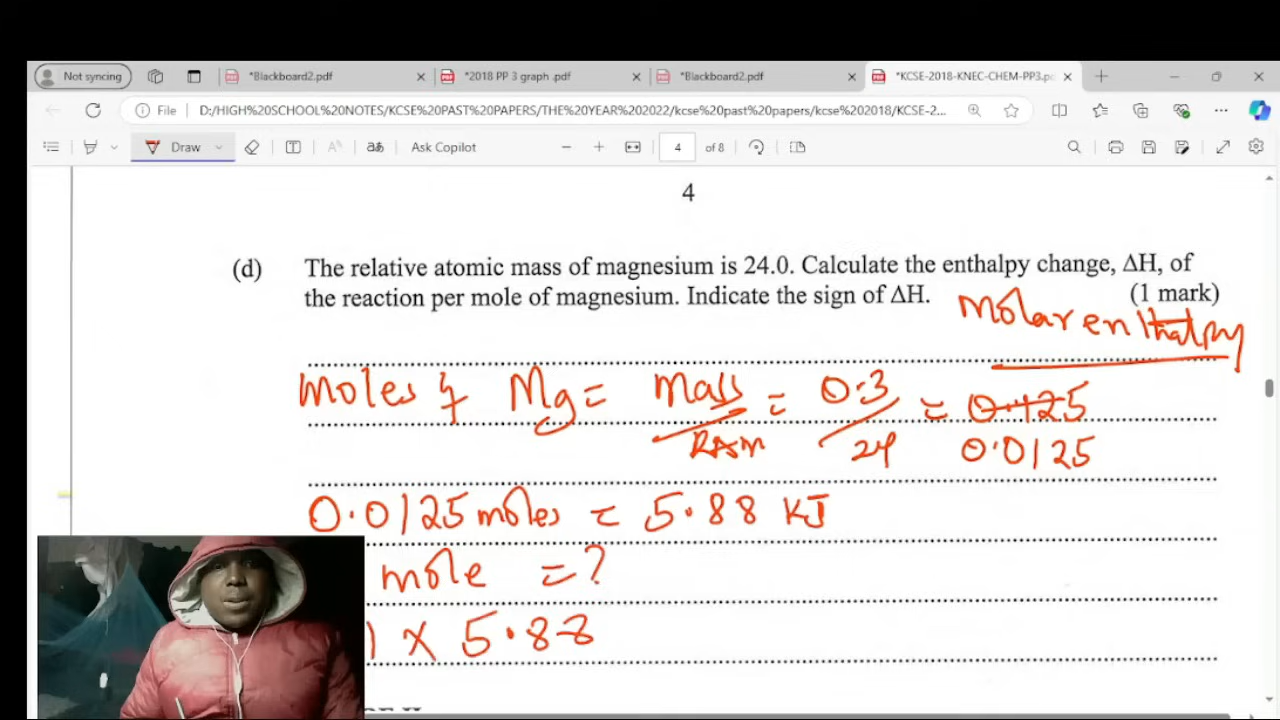 Not syncing
*Blackboard2.pdf
*2018 PP 3 graph .pdf
*Blackboard2.pdf
*KCSE-2018-KNEC-CHEM-PP3.p
File D:/HIGH%20SCHOOL%20NOTES/KCSE%20PAST%20PAPERS/THE%20YEAR%202022/kcse%20past%20papers/kcse%202018/KCSE-2...
Draw
Ask Copilot
4 of 8
4
(d) The relative atomic mass of magnesium is 24.0. Calculate the enthalpy change, ΔH, of
the reaction per mole of magnesium. Indicate the sign of ΔH. (1 mark)
molar enthalpy
moles of Mg = mass/RAM = 0.3/24 = 0.125
0.0125
0.0125 moles = 5.88 KJ
mole = ?
1 x 5.88